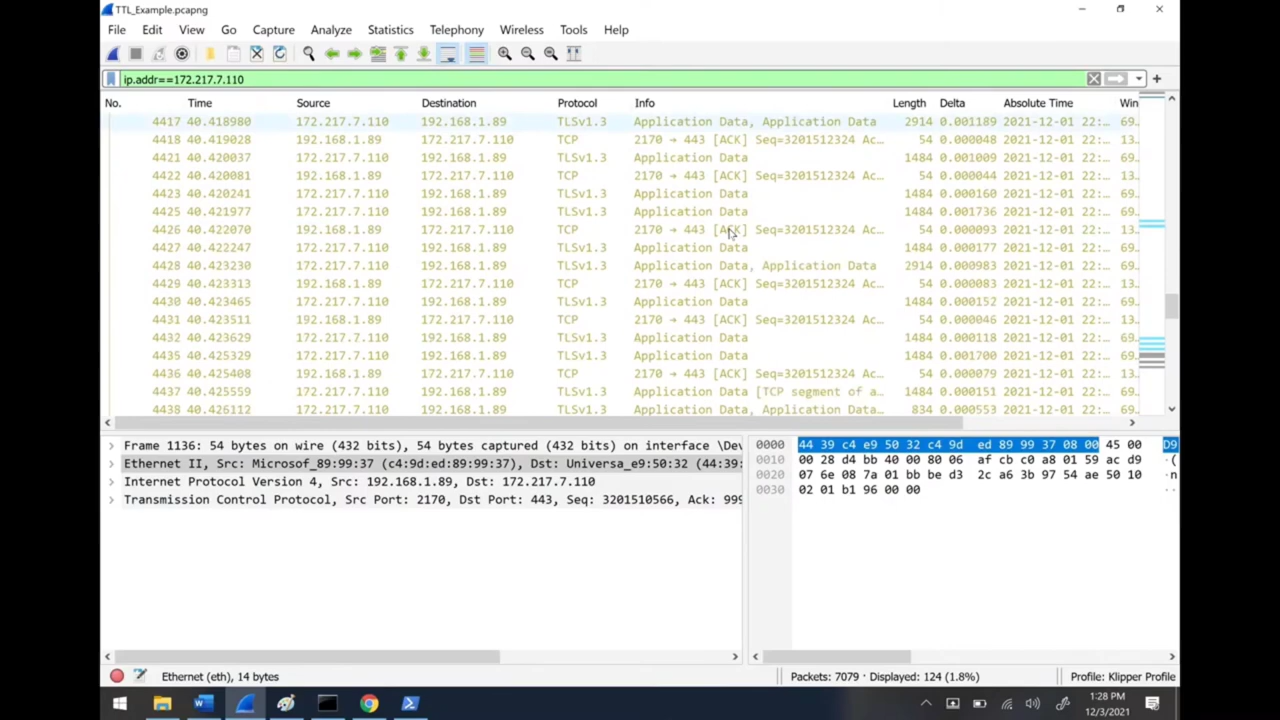 TTL_Example.pcapng
File Edit View Go Capture Analyze Statistics Telephony Wireless Tools Help
ip.addr==172.217.7.110
No. Time Source Destination Protocol Info Length Delta Absolute Time Win
4417 40.418980 172.217.7.110 192.168.1.89 TLSv1.3 Application Data, Application Data 2914 0.001189 2021-12-01 22:… 69…
4418 40.419028 192.168.1.89 172.217.7.110 TCP 2170 → 443 [ACK] Seq=3201512324 Ac… 54 0.000048 2021-12-01 22:… 13…
4421 40.420037 172.217.7.110 192.168.1.89 TLSv1.3 Application Data 1484 0.001009 2021-12-01 22:… 69…
4422 40.420081 192.168.1.89 172.217.7.110 TCP 2170 → 443 [ACK] Seq=3201512324 Ac… 54 0.000044 2021-12-01 22:… 13…
4423 40.420241 172.217.7.110 192.168.1.89 TLSv1.3 Application Data 1484 0.000160 2021-12-01 22:… 69…
4425 40.421977 172.217.7.110 192.168.1.89 TLSv1.3 Application Data 1484 0.001736 2021-12-01 22:… 69…
4426 40.422070 192.168.1.89 172.217.7.110 TCP 2170 → 443 [ACK] Seq=3201512324 Ac… 54 0.000093 2021-12-01 22:… 13…
4427 40.422247 172.217.7.110 192.168.1.89 TLSv1.3 Application Data 1484 0.000177 2021-12-01 22:… 69…
4428 40.423230 172.217.7.110 192.168.1.89 TLSv1.3 Application Data, Application Data 2914 0.000983 2021-12-01 22:… 69…
4429 40.423313 192.168.1.89 172.217.7.110 TCP 2170 → 443 [ACK] Seq=3201512324 Ac… 54 0.000083 2021-12-01 22:… 13…
4430 40.423465 172.217.7.110 192.168.1.89 TLSv1.3 Application Data 1484 0.000152 2021-12-01 22:… 69…
4431 40.423511 192.168.1.89 172.217.7.110 TCP 2170 → 443 [ACK] Seq=3201512324 Ac… 54 0.000046 2021-12-01 22:… 13…
4432 40.423629 172.217.7.110 192.168.1.89 TLSv1.3 Application Data 1484 0.000118 2021-12-01 22:… 69…
4435 40.425329 172.217.7.110 192.168.1.89 TLSv1.3 Application Data 1484 0.001700 2021-12-01 22:… 69…
4436 40.425408 192.168.1.89 172.217.7.110 TCP 2170 → 443 [ACK] Seq=3201512324 Ac… 54 0.000079 2021-12-01 22:… 13…
4437 40.425559 172.217.7.110 192.168.1.89 TLSv1.3 Application Data [TCP segment of a… 1484 0.000151 2021-12-01 22:… 69…
4438 40.426112 172.217.7.110 192.168.1.89 TLSv1.3 Application Data, Application Data… 834 0.000553 2021-12-01 22:… 69…
Frame 1136: 54 bytes on wire (432 bits), 54 bytes captured (432 bits) on interface \Dev
Ethernet II, Src: Microsof_89:99:37 (c4:9d:ed:89:99:37), Dst: Universa_e9:50:32 (44:39:
Internet Protocol Version 4, Src: 192.168.1.89, Dst: 172.217.7.110
Transmission Control Protocol, Src Port: 2170, Dst Port: 443, Seq: 3201510566, Ack: 999
0000 44 39 c4 e9 50 32 c4 9d ed 89 99 37 08 00 45 00 D9
0010 00 28 d4 bb 40 00 80 06 af cb c0 a8 01 59 ac d9 ·(
0020 07 6e 08 7a 01 bb be d3 2c a6 3b 97 54 ae 50 10 ·n
0030 02 01 b1 96 00 00 ··
Ethernet (eth), 14 bytes
Packets: 7079 · Displayed: 124 (1.8%)
Profile: Klipper Profile
1:28 PM
12/3/2021